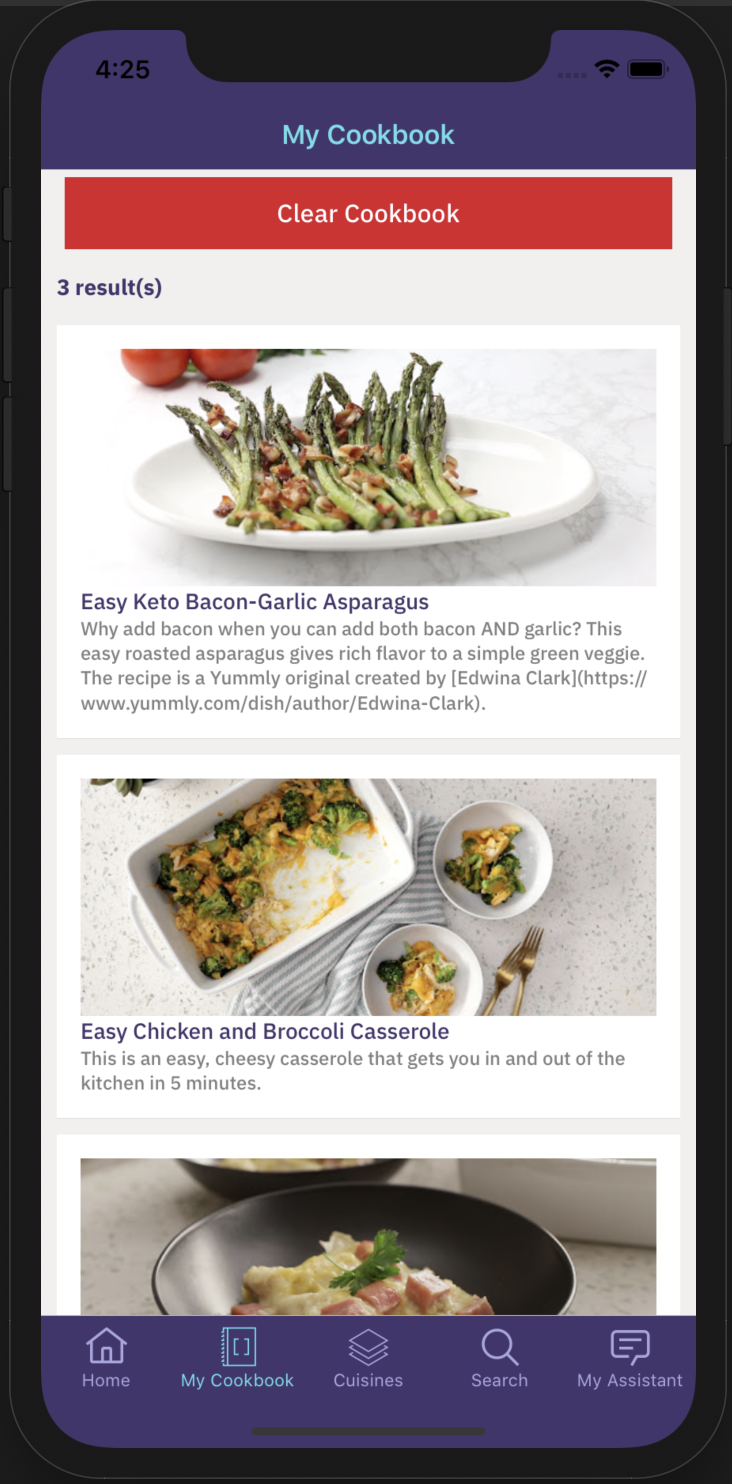 4:25
My Cookbook
Clear Cookbook
3 result(s)
Easy Keto Bacon-Garlic Asparagus
Why add bacon when you can add both bacon AND garlic? This
easy roasted asparagus gives rich flavor to a simple green veggie.
The recipe is a Yummly original created by [Edwina Clark](https://
www.yummly.com/dish/author/Edwina-Clark).
Easy Chicken and Broccoli Casserole
This is an easy, cheesy casserole that gets you in and out of the
kitchen in 5 minutes.
Home
My Cookbook
Cuisines
Search
My Assistant